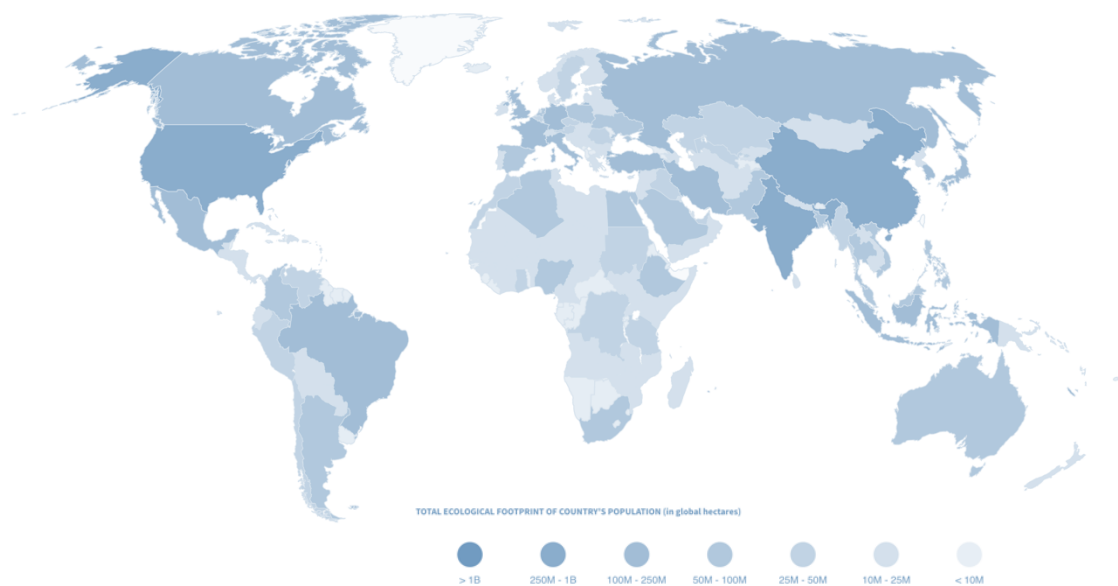 TOTAL ECOLOGICAL FOOTPRINT OF COUNTRY'S POPULATION (in global hectares)
> 1B 250M - 1B 100M - 250M 50M - 100M 25M - 50M 10M - 25M < 10M